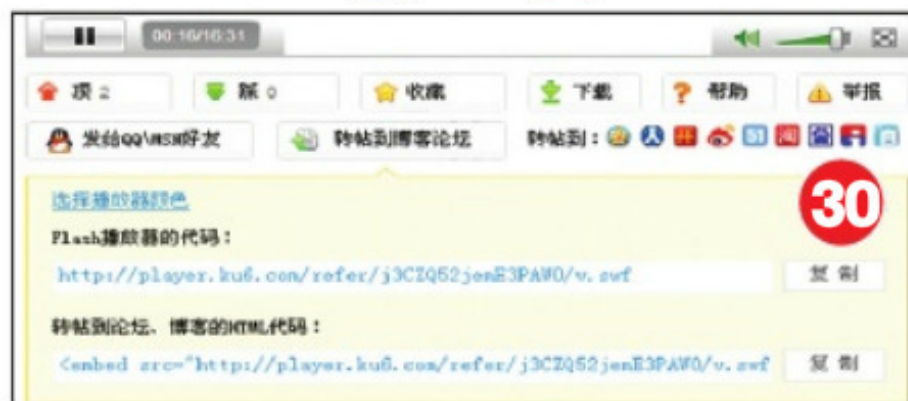 00:16/16:31
顶 2 踩 0 收藏 下载 帮助 举报
发给QQ\MSN好友 转帖到博客论坛 转帖到：
选择播放器颜色
30
Flash播放器的代码：
http://player.ku6.com/refer/j3CZQ52jemE3PAW0/v.swf 复制
转帖到论坛、博客的HTML代码：
<embed src="http://player.ku6.com/refer/j3CZQ52jemE3PAW0/v.swf 复制